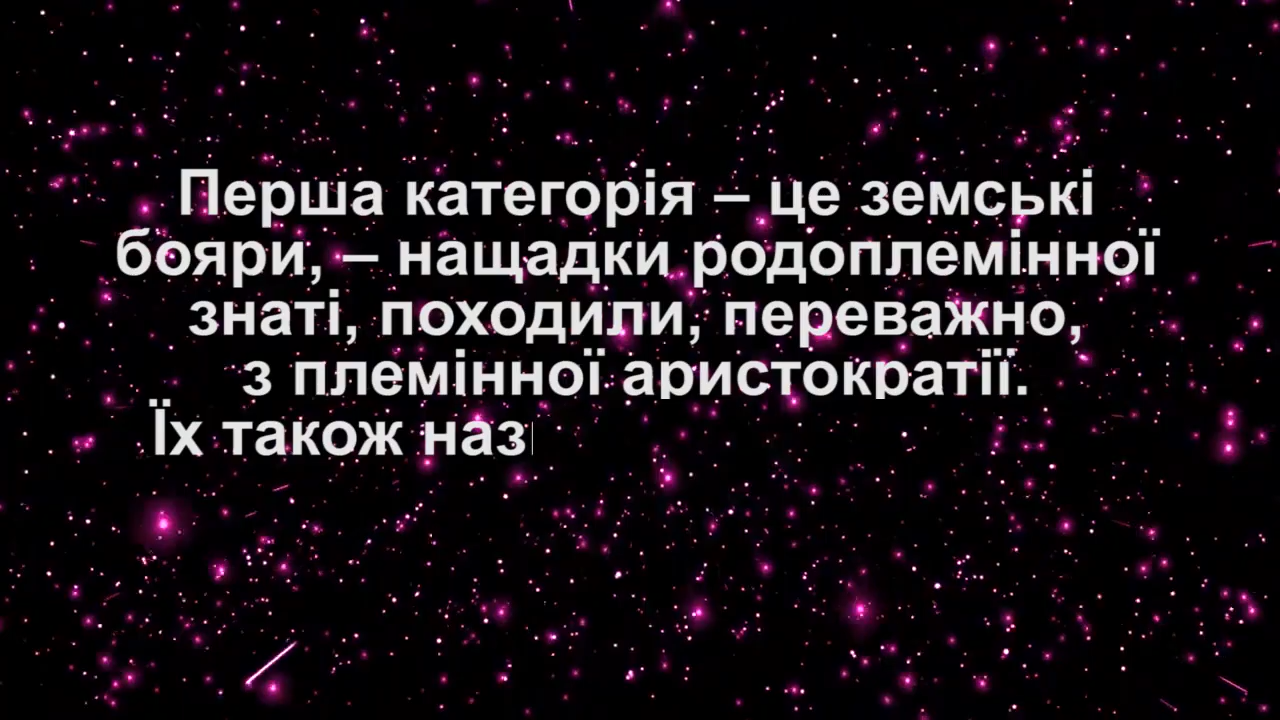 Перша категорія – це земські
бояри, – нащадки родоплемінної
знаті, походили, переважно,
з племінної аристократії.
Їх також наз